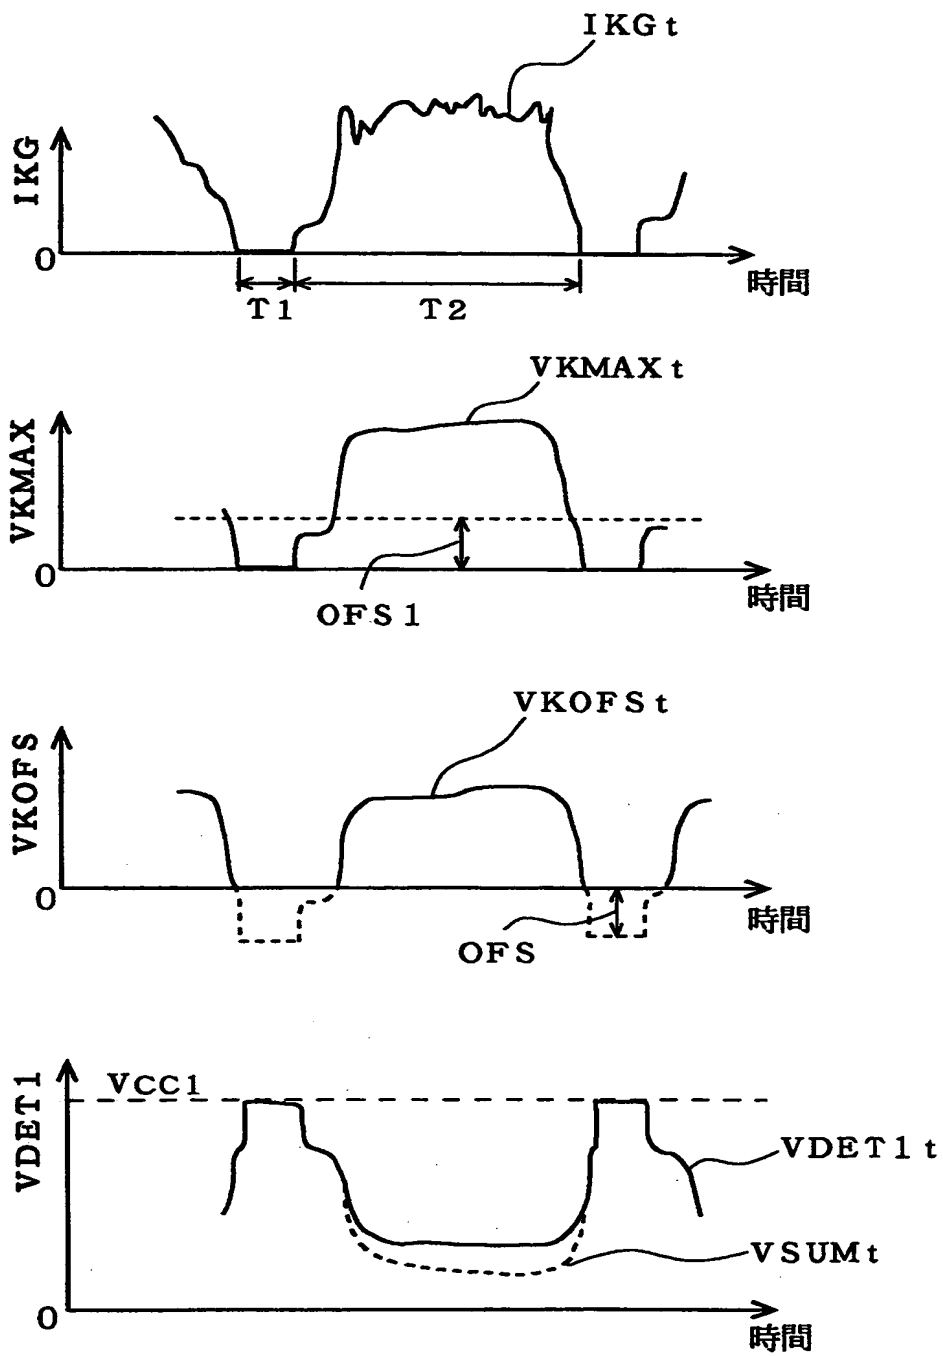 IKGt
IKG
0
時間
T1
T2
VKMAXt
VKMAX
0
時間
OFS1
VKOFSt
VKOFS
0
時間
OFS
VDET1
VCC1
VDET1t
VSUMt
0
時間